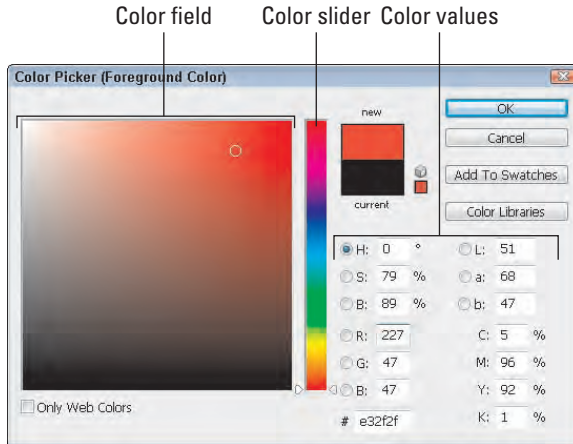 Color field
Color slider
Color values
Color Picker (Foreground Color)
new
current
OK
Cancel
Add To Swatches
Color Libraries
H: 0 °
S: 79 %
B: 89 %
R: 227
G: 47
B: 47
# e32f2f
L: 51
a: 68
b: 47
C: 5 %
M: 96 %
Y: 92 %
K: 1 %
Only Web Colors